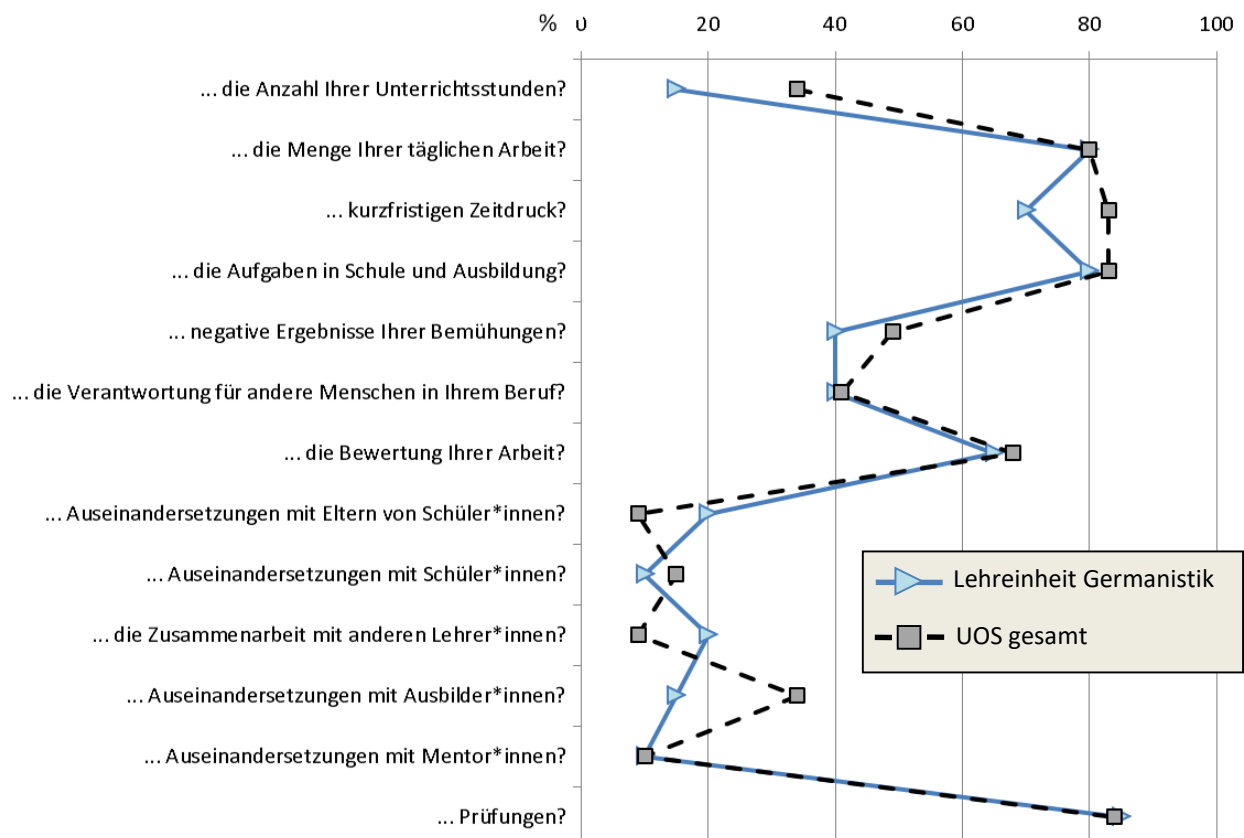 % 0 20 40 60 80 100
... die Anzahl Ihrer Unterrichtsstunden?
... die Menge Ihrer täglichen Arbeit?
... kurzfristigen Zeitdruck?
... die Aufgaben in Schule und Ausbildung?
... negative Ergebnisse Ihrer Bemühungen?
... die Verantwortung für andere Menschen in Ihrem Beruf?
... die Bewertung Ihrer Arbeit?
... Auseinandersetzungen mit Eltern von Schüler*innen?
... Auseinandersetzungen mit Schüler*innen?
... die Zusammenarbeit mit anderen Lehrer*innen?
... Auseinandersetzungen mit Ausbilder*innen?
... Auseinandersetzungen mit Mentor*innen?
... Prüfungen?
Lehreinheit Germanistik
UOS gesamt